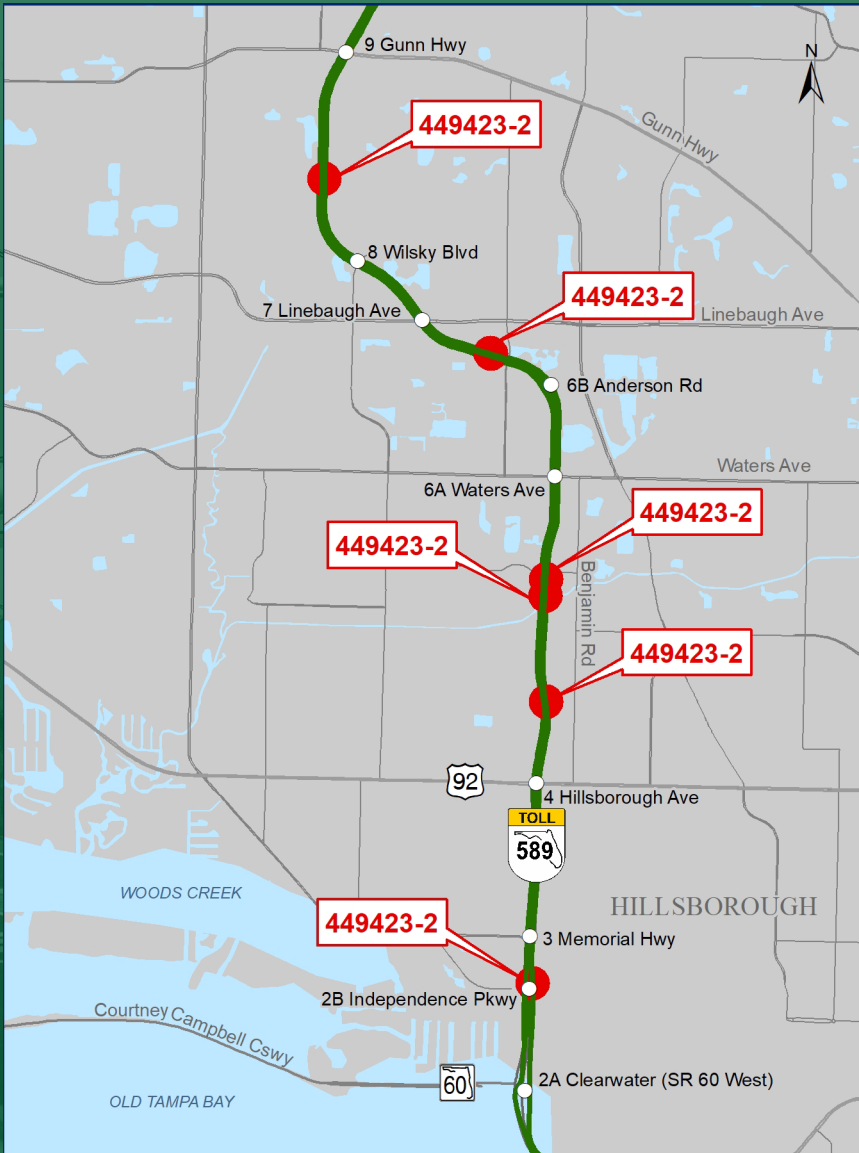 9 Gunn Hwy
N
449423-2
Gunn Hwy
8 Wilsky Blvd
449423-2
7 Linebaugh Ave
Linebaugh Ave
6B Anderson Rd
Waters Ave
6A Waters Ave
449423-2
449423-2
Benjamin Rd
449423-2
92
4 Hillsborough Ave
TOLL
589
WOODS CREEK
HILLSBOROUGH
449423-2
3 Memorial Hwy
2B Independence Pkwy
Courtney Campbell Cswy
60
2A Clearwater (SR 60 West)
OLD TAMPA BAY